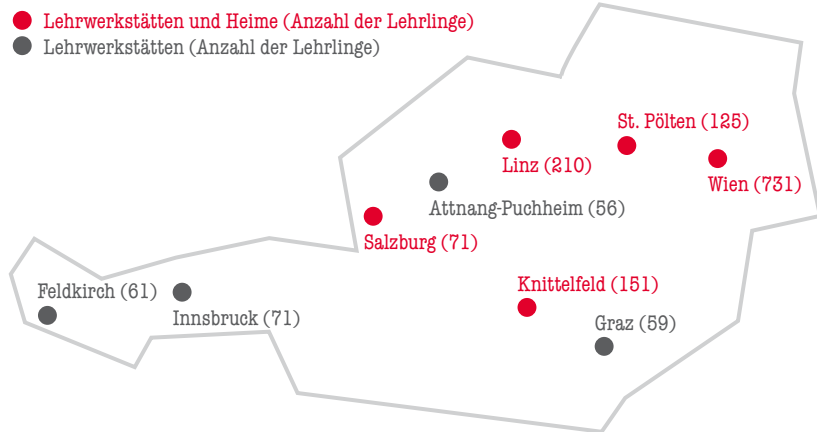 Lehrwerkstätten und Heime (Anzahl der Lehrlinge)
Lehrwerkstätten (Anzahl der Lehrlinge)
St. Pölten (125)
Linz (210)
Wien (731)
Attnang-Puchheim (56)
Salzburg (71)
Knittelfeld (151)
Feldkirch (61)
Innsbruck (71)
Graz (59)